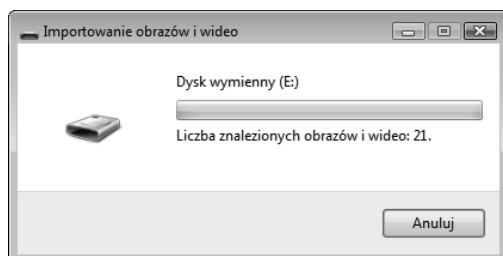 Importowanie obrazów i wideo
Dysk wymienny (E:)
Liczba znalezionych obrazów i wideo: 21.
Anuluj